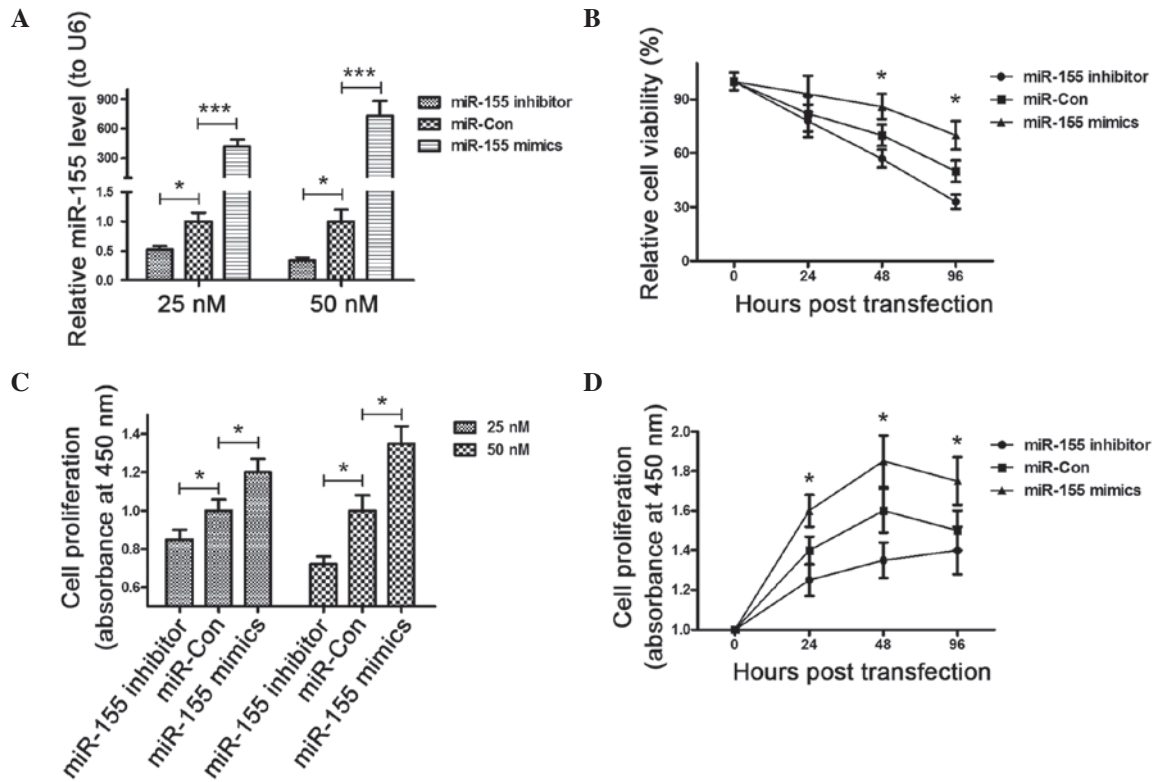 A
Relative miR-155 level (to U6)
900
600
300
1.5
1.0
0.5
0.0
***
***
*
*
25 nM
50 nM
miR-155 inhibitor
miR-Con
miR-155 mimics
B
Relative cell viability (%)
90
60
30
0
*
*
0
24
48
96
Hours post transfection
miR-155 inhibitor
miR-Con
miR-155 mimics
C
Cell proliferation
(absorbance at 450 nm)
1.4
1.2
1.0
0.8
0.6
*
*
*
*
25 nM
50 nM
miR-155 inhibitor
miR-Con
miR-155 mimics
miR-155 inhibitor
miR-Con
miR-155 mimics
D
Cell proliferation
(absorbance at 450 nm)
2.0
1.8
1.6
1.4
1.2
1.0
*
*
*
0
24
48
96
Hours post transfection
miR-155 inhibitor
miR-Con
miR-155 mimics